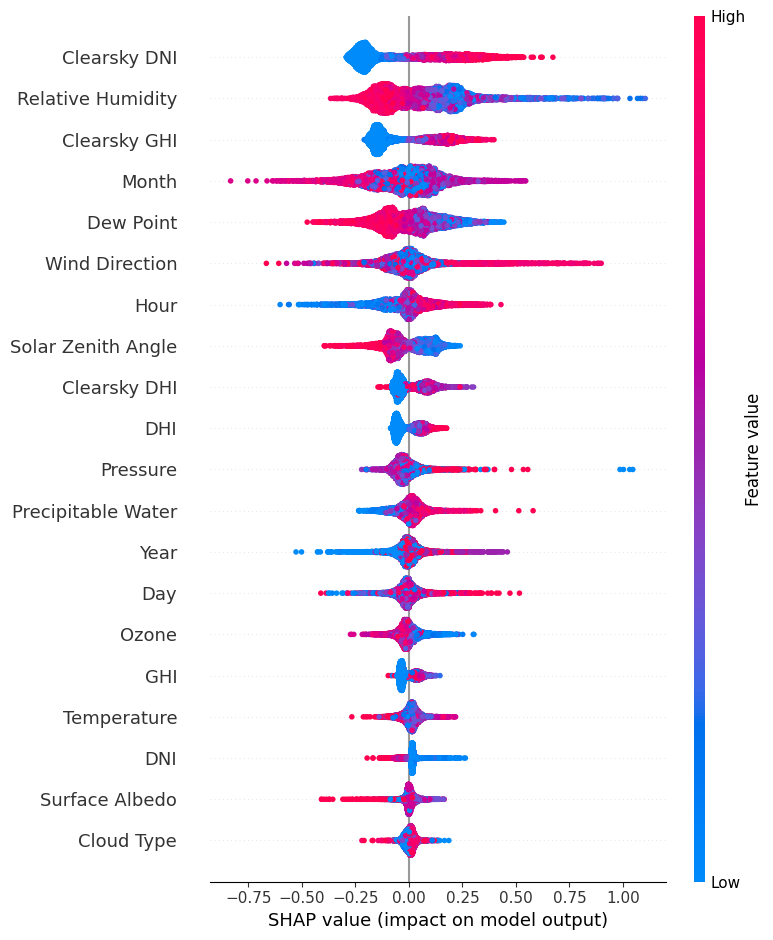 High
Clearsky DNI
Relative Humidity
Clearsky GHI
Month
Dew Point
Wind Direction
Hour
Solar Zenith Angle
Clearsky DHI
DHI
Pressure
Precipitable Water
Year
Day
Ozone
GHI
Temperature
DNI
Surface Albedo
Cloud Type
Feature value
Low
−0.75 −0.50 −0.25 0.00 0.25 0.50 0.75 1.00
SHAP value (impact on model output)